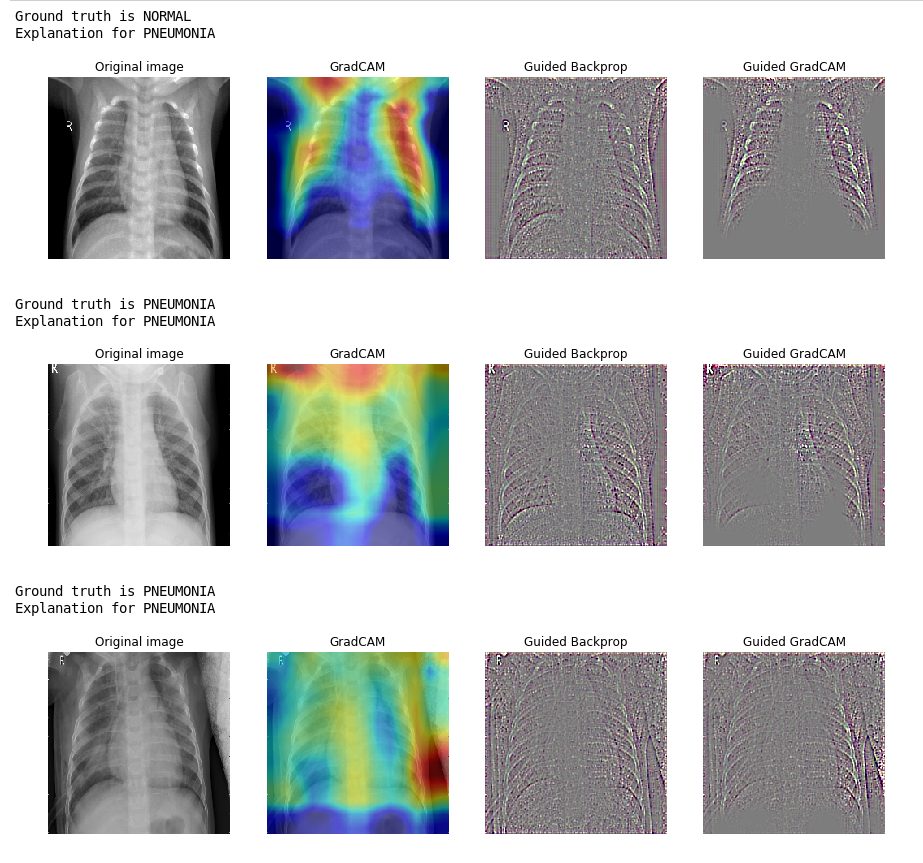 Ground truth is NORMAL
Explanation for PNEUMONIA
Original image GradCAM Guided Backprop Guided GradCAM
R R R R
Ground truth is PNEUMONIA
Explanation for PNEUMONIA
Original image GradCAM Guided Backprop Guided GradCAM
Ground truth is PNEUMONIA
Explanation for PNEUMONIA
Original image GradCAM Guided Backprop Guided GradCAM
R R R R